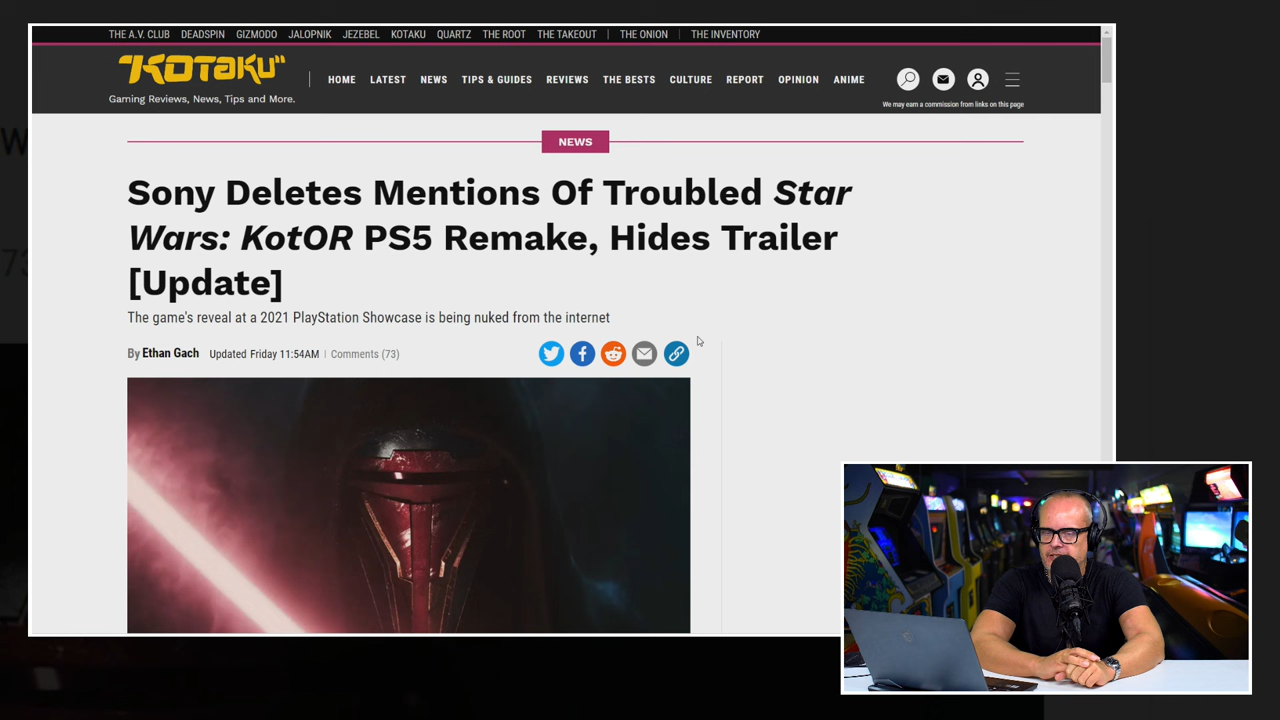 THE A.V. CLUB DEADSPIN GIZMODO JALOPNIK JEZEBEL KOTAKU QUARTZ THE ROOT THE TAKEOUT | THE ONION | THE INVENTORY
KOTAKU
Gaming Reviews, News, Tips and More.
HOME LATEST NEWS TIPS & GUIDES REVIEWS THE BESTS CULTURE REPORT OPINION ANIME
We may earn a commission from links on this page
NEWS
Sony Deletes Mentions Of Troubled Star
Wars: KotOR PS5 Remake, Hides Trailer
[Update]
The game's reveal at a 2021 PlayStation Showcase is being nuked from the internet
By Ethan Gach Updated Friday 11:54AM | Comments (73)